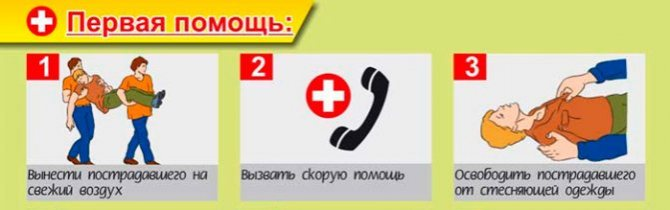 Первая помощь:
1
2
3
Вынести пострадавшего на
свежий воздух
Вызвать скорую помощь
Освободить пострадавшего
от стесняющей одежды